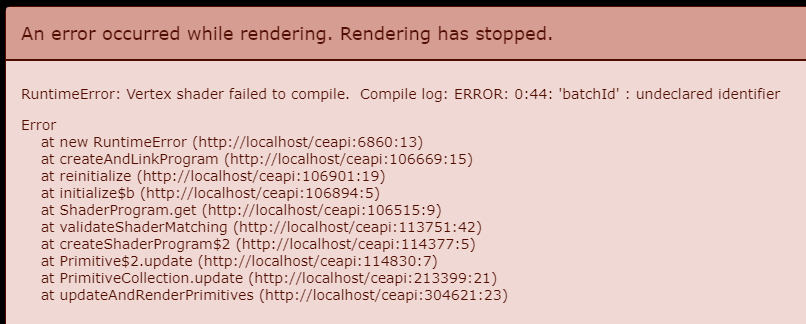 An error occurred while rendering. Rendering has stopped.
RuntimeError: Vertex shader failed to compile.  Compile log: ERROR: 0:44: 'batchId' : undeclared identifier
Error
at new RuntimeError (http://localhost/ceapi:6860:13)
at createAndLinkProgram (http://localhost/ceapi:106669:15)
at reinitialize (http://localhost/ceapi:106901:19)
at initialize$b (http://localhost/ceapi:106894:5)
at ShaderProgram.get (http://localhost/ceapi:106515:9)
at validateShaderMatching (http://localhost/ceapi:113751:42)
at createShaderProgram$2 (http://localhost/ceapi:114377:5)
at Primitive$2.update (http://localhost/ceapi:114830:7)
at PrimitiveCollection.update (http://localhost/ceapi:213399:21)
at updateAndRenderPrimitives (http://localhost/ceapi:304621:23)